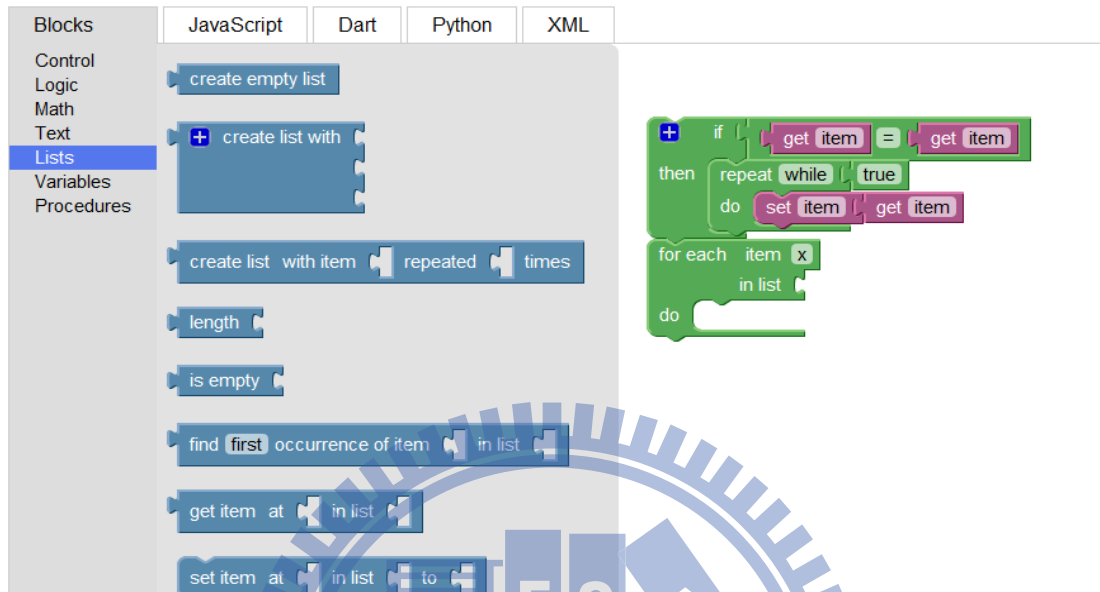 Blocks JavaScript Dart Python XML
Control
Logic
Math
Text
Lists
Variables
Procedures
create empty list
create list with
create list with item repeated times
length
is empty
find first occurrence of item in list
get item at in list
set item at in list to
if get item = get item
then repeat while true
do set item get item
for each item x
in list
do